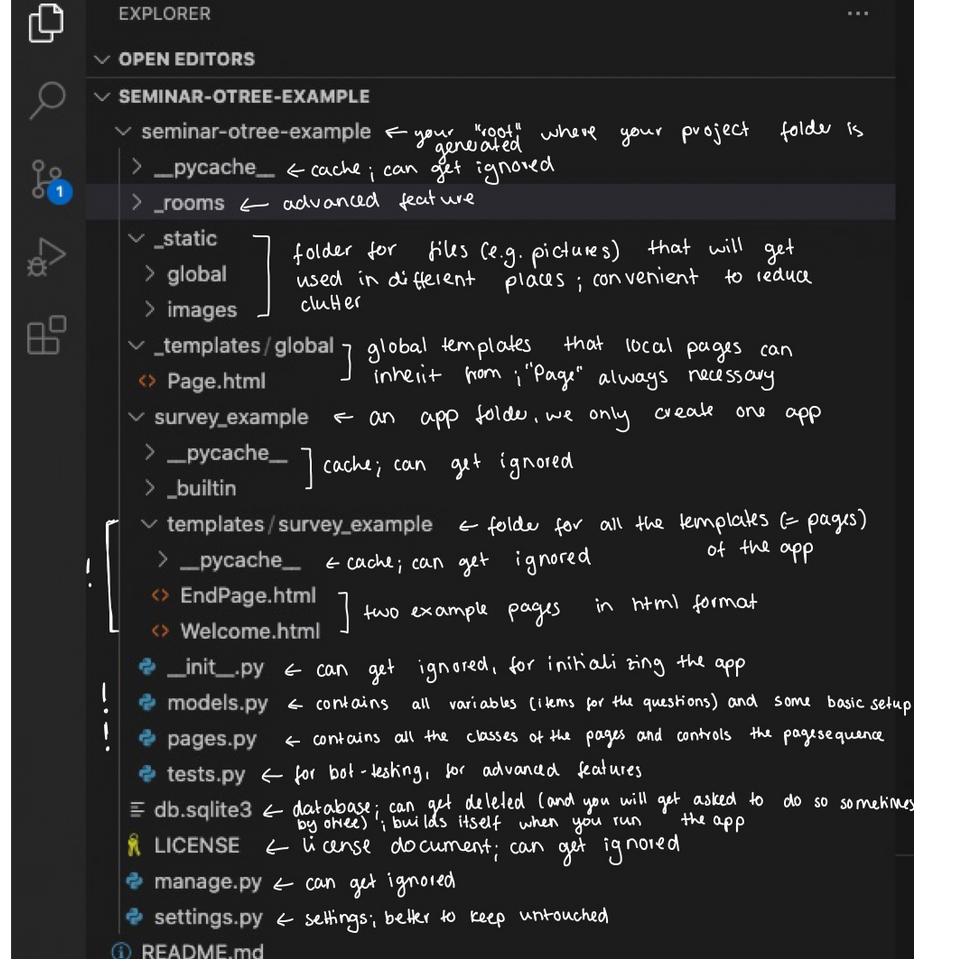 EXPLORER ...
OPEN EDITORS
SEMINAR-OTREE-EXAMPLE
seminar-otree-example ← your "root" where your project folder is
generated
__pycache__ ← cache; can get ignored
_rooms ← advanced feature
_static
folder for files (e.g. pictures) that will get
global
used in different places; convenient to reduce
images
clutter
_templates/global
global templates that local pages can
Page.html
inherit from; "Page" always necessary
survey_example ← an app folder, we only create one app
__pycache__
cache; can get ignored
_builtin
templates/survey_example ← folder for all the templates (= pages)
of the app
!
__pycache__ ← cache; can get ignored
EndPage.html
two example pages in html format
Welcome.html
__init__.py ← can get ignored, for initializing the app
! models.py ← contains all variables (items for the questions) and some basic setup
! pages.py ← contains all the classes of the pages and controls the pagesequence
tests.py ← for bot-testing, for advanced features
db.sqlite3 ← database; can get deleted (and you will get asked to do so sometimes
by otree); builds itself when you run the app
LICENSE ← license document; can get ignored
manage.py ← can get ignored
settings.py ← settings; better to keep untouched
README.md
1